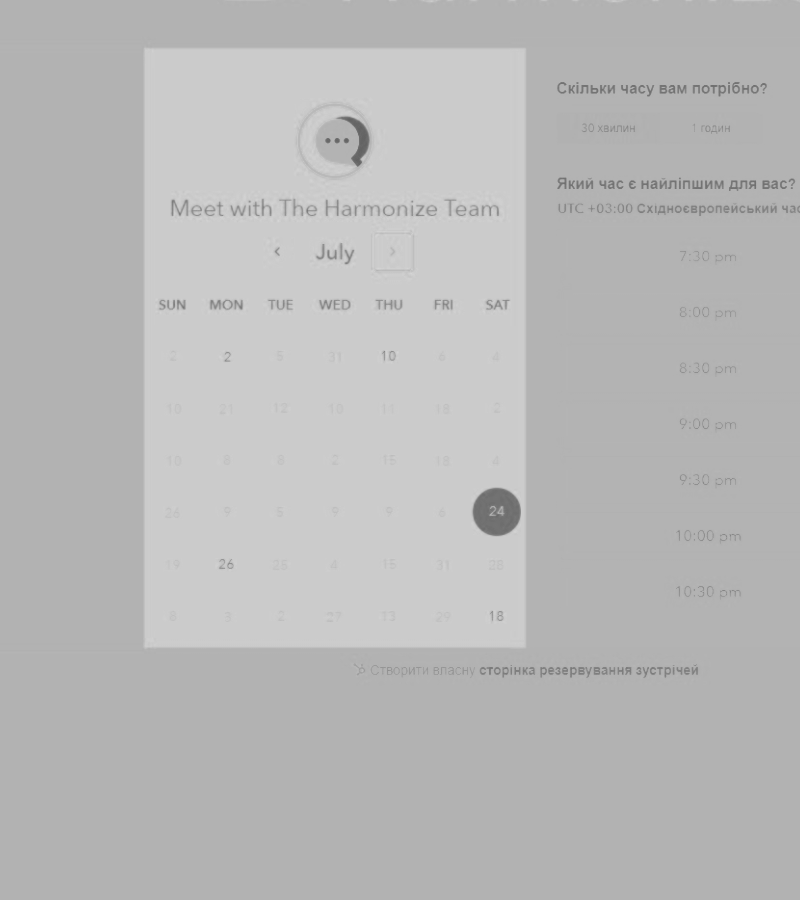 Meet with The Harmonize Team
July
SUN MON TUE WED THU FRI SAT
2 2 5 31 10 6 4
10 21 12 10 11 18 2
10 8 8 2 15 18 4
26 9 5 9 9 6 24
19 26 26 4 15 31 28
8 9 2 27 13 29 18
Скільки часу вам потрібно?
30 хвилин 1 годин
Який час є найліпшим для вас?
UTC +03:00 Східноєвропейський час
7:30 pm
8:00 pm
8:30 pm
9:00 pm
9:30 pm
10:00 pm
10:30 pm
Створити власну сторінка резервування зустрічей